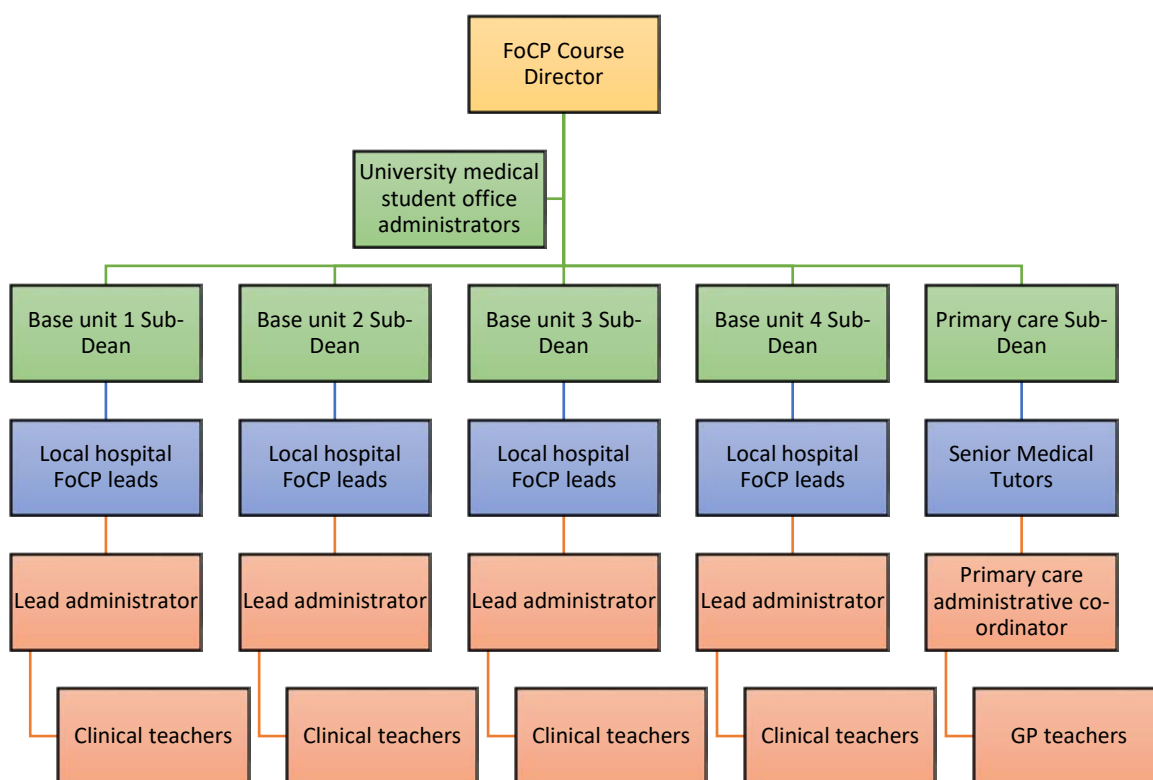 FoCP Course
Director
University medical
student office
administrators
Base unit 1 Sub-
Dean
Base unit 2 Sub-
Dean
Base unit 3 Sub-
Dean
Base unit 4 Sub-
Dean
Primary care Sub-
Dean
Local hospital
FoCP leads
Local hospital
FoCP leads
Local hospital
FoCP leads
Local hospital
FoCP leads
Senior Medical
Tutors
Lead administrator
Lead administrator
Lead administrator
Lead administrator
Primary care
administrative co-
ordinator
Clinical teachers
Clinical teachers
Clinical teachers
Clinical teachers
GP teachers